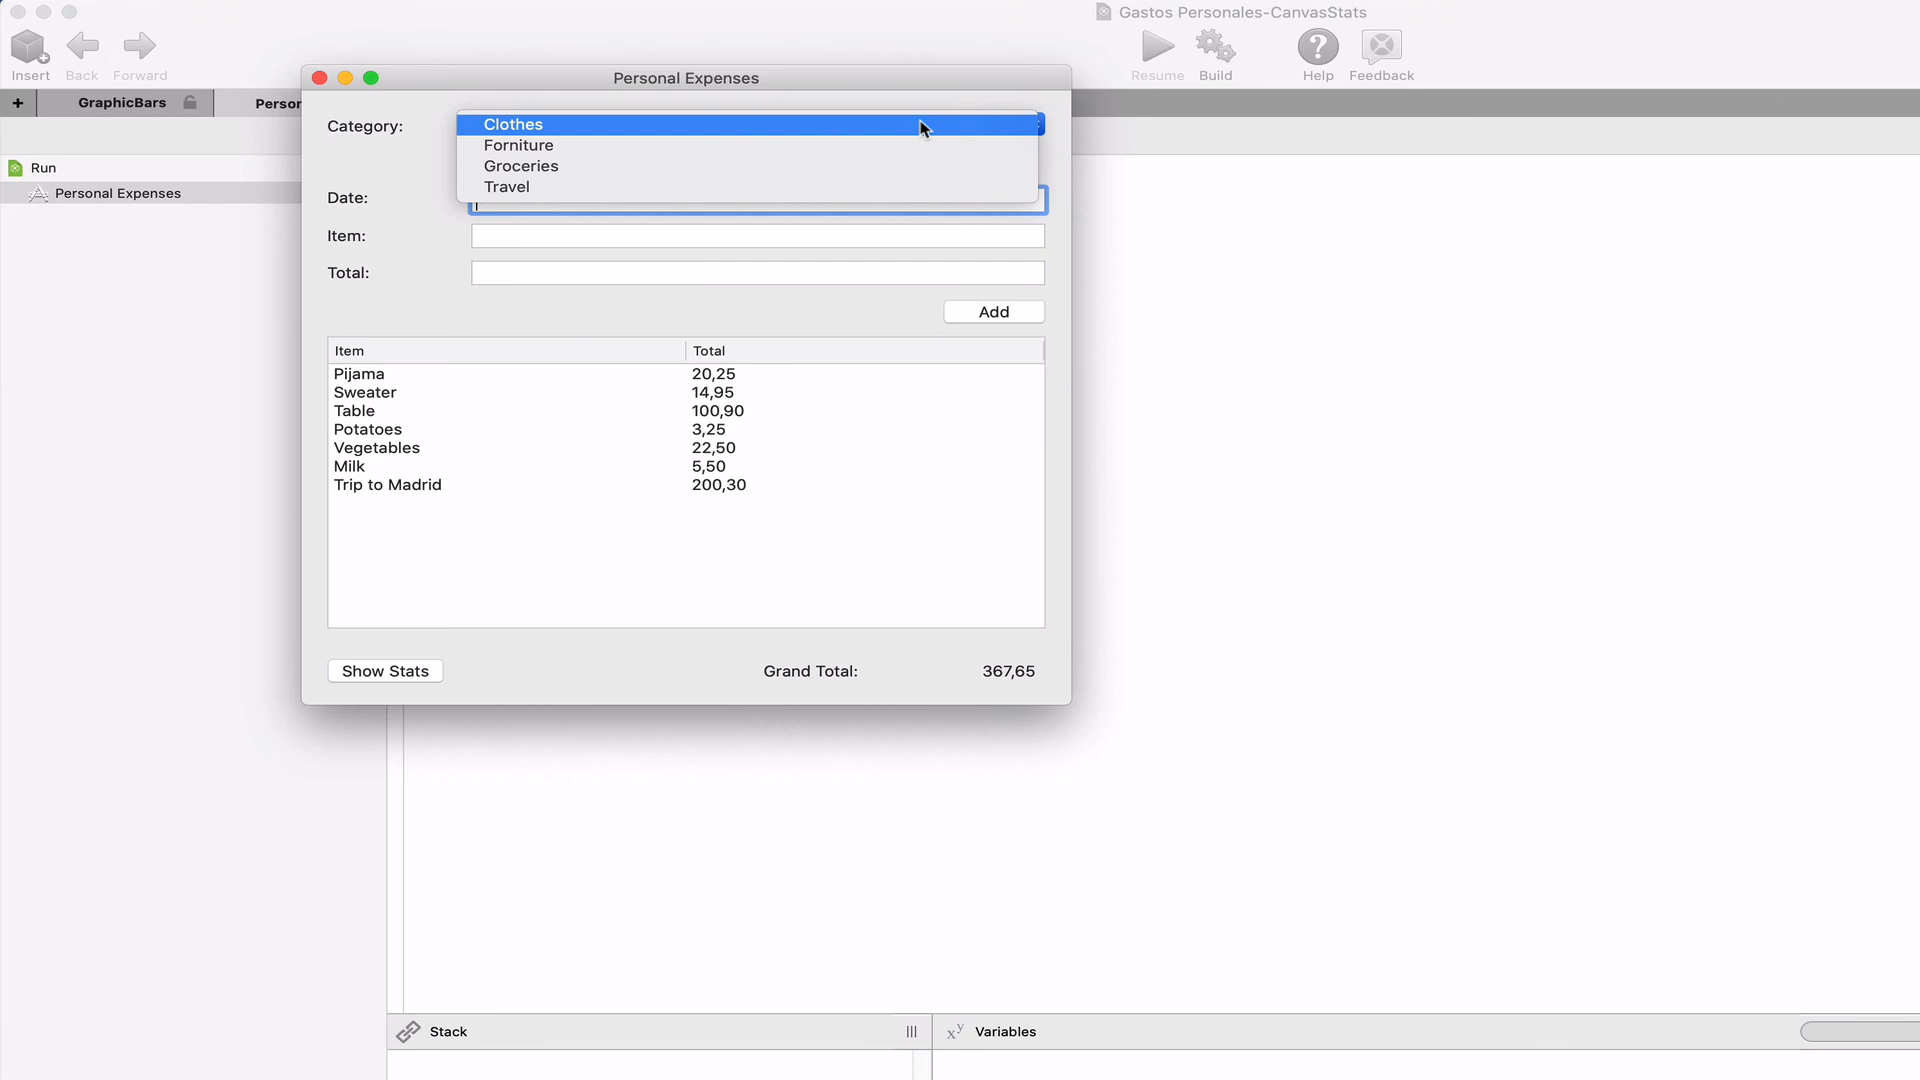 Gastos Personales-CanvasStats
Insert Back Forward Resume Build Help Feedback
Personal Expenses
+ GraphicBars Person
Category:
Clothes
Forniture
Groceries
Travel
Run
Personal Expenses
Date:
Item:
Total:
Add
Item Total
Pijama 20,25
Sweater 14,95
Table 100,90
Potatoes 3,25
Vegetables 22,50
Milk 5,50
Trip to Madrid 200,30
Show Stats Grand Total: 367,65
Stack xy Variables